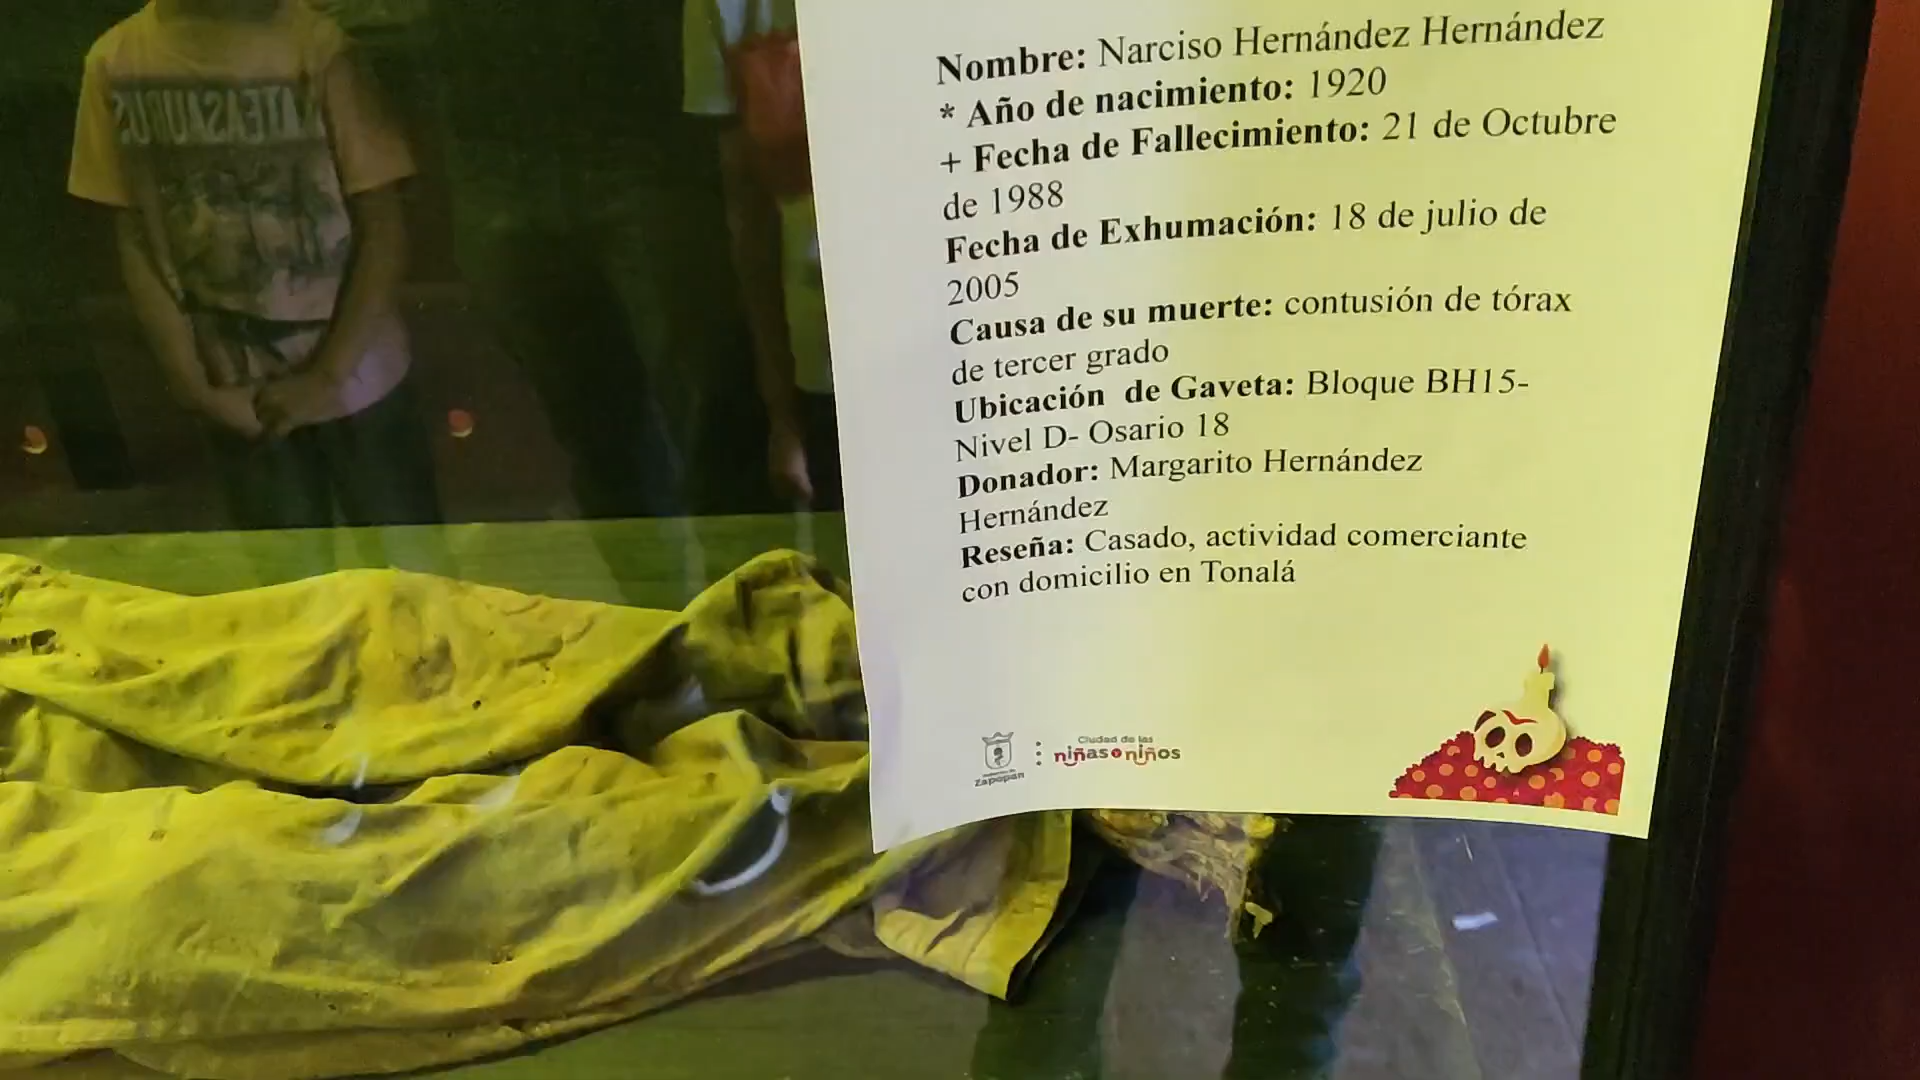 Nombre: Narciso Hernández Hernández
* Año de nacimiento: 1920
+ Fecha de Fallecimiento: 21 de Octubre
de 1988
Fecha de Exhumación: 18 de julio de
2005
Causa de su muerte: contusión de tórax
de tercer grado
Ubicación de Gaveta: Bloque BH15-
Nivel D- Osario 18
Donador: Margarito Hernández
Hernández
Reseña: Casado, actividad comerciante
con domicilio en Tonalá
Zapopan
Ciudad de las
niñas y niños